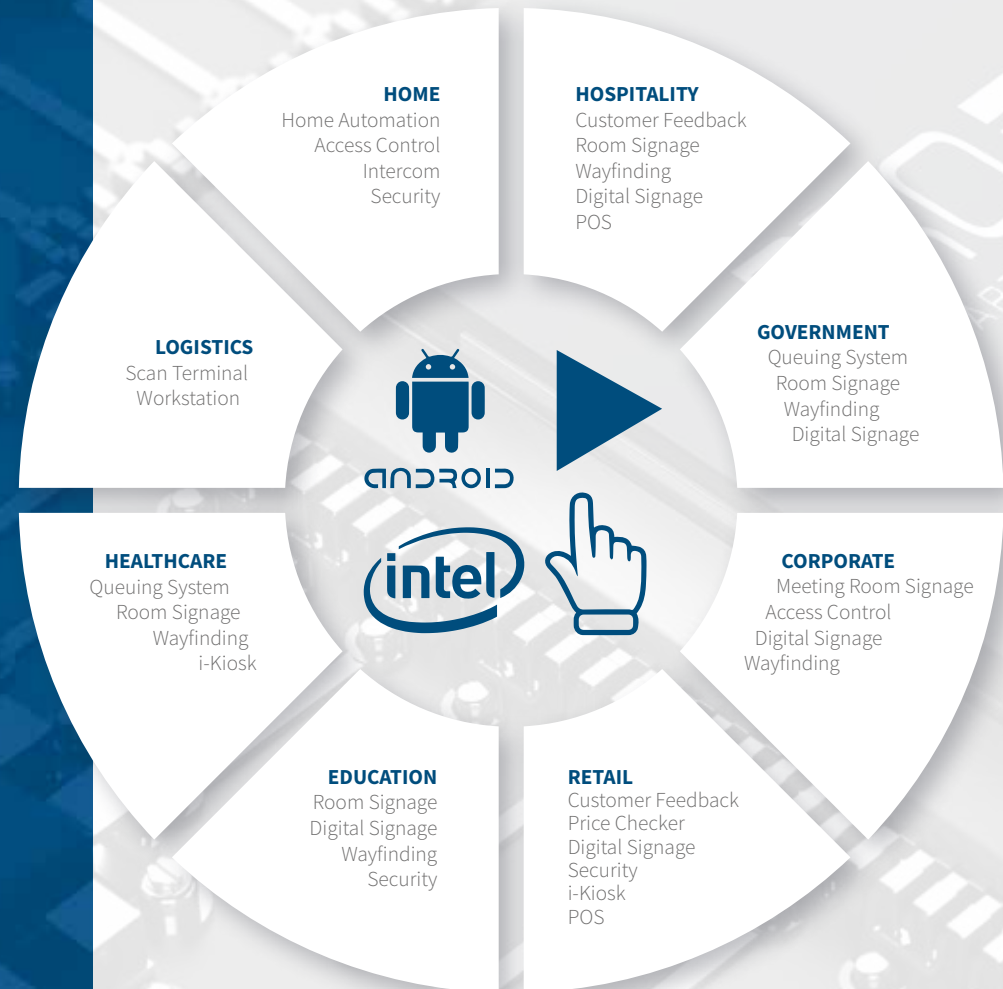 HOME
Home Automation
Access Control
Intercom
Security
HOSPITALITY
Customer Feedback
Room Signage
Wayfinding
Digital Signage
POS
GOVERNMENT
Queuing System
Room Signage
Wayfinding
Digital Signage
CORPORATE
Meeting Room Signage
Access Control
Digital Signage
Wayfinding
RETAIL
Customer Feedback
Price Checker
Digital Signage
Security
i-Kiosk
POS
EDUCATION
Room Signage
Digital Signage
Wayfinding
Security
HEALTHCARE
Queuing System
Room Signage
Wayfinding
i-Kiosk
LOGISTICS
Scan Terminal
Workstation
ANDROID
intel